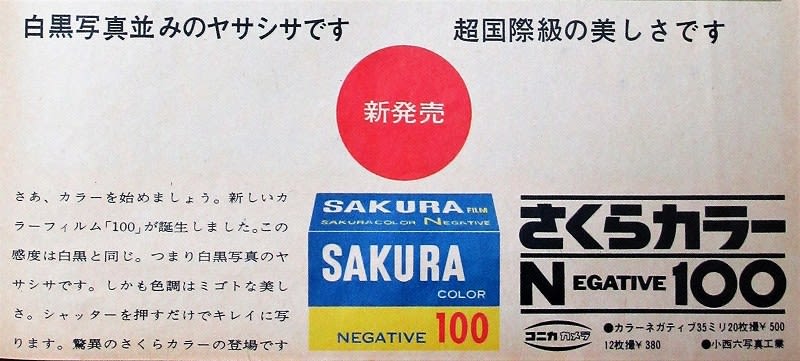 白黒写真並みのヤサシサです
超国際級の美しさです
新発売
さあ、カラーを始めましょう。新しいカ
ラーフィルム「100」が誕生しました。この
感度は白黒と同じ。つまり白黒写真のヤ
サシサです。しかも色調はミゴトな美し
さ。シャッターを押すだけでキレイに写
ります。驚異のさくらカラーの登場です
SAKURA FILM
SAKURACOLOR NEGATIVE
SAKURA
COLOR
NEGATIVE 100
さくらカラー
NEGATIVE 100
コニカ カメラ
●カラーネガティブ35ミリ20枚撮¥500
12枚撮¥380 ●小西六写真工業